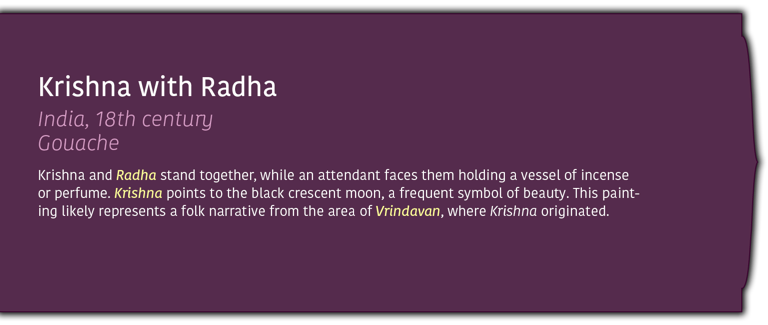 Krishna with Radha
India, 18th century
Gouache
Krishna and Radha stand together, while an attendant faces them holding a vessel of incense
or perfume. Krishna points to the black crescent moon, a frequent symbol of beauty. This paint-
ing likely represents a folk narrative from the area of Vrindavan, where Krishna originated.